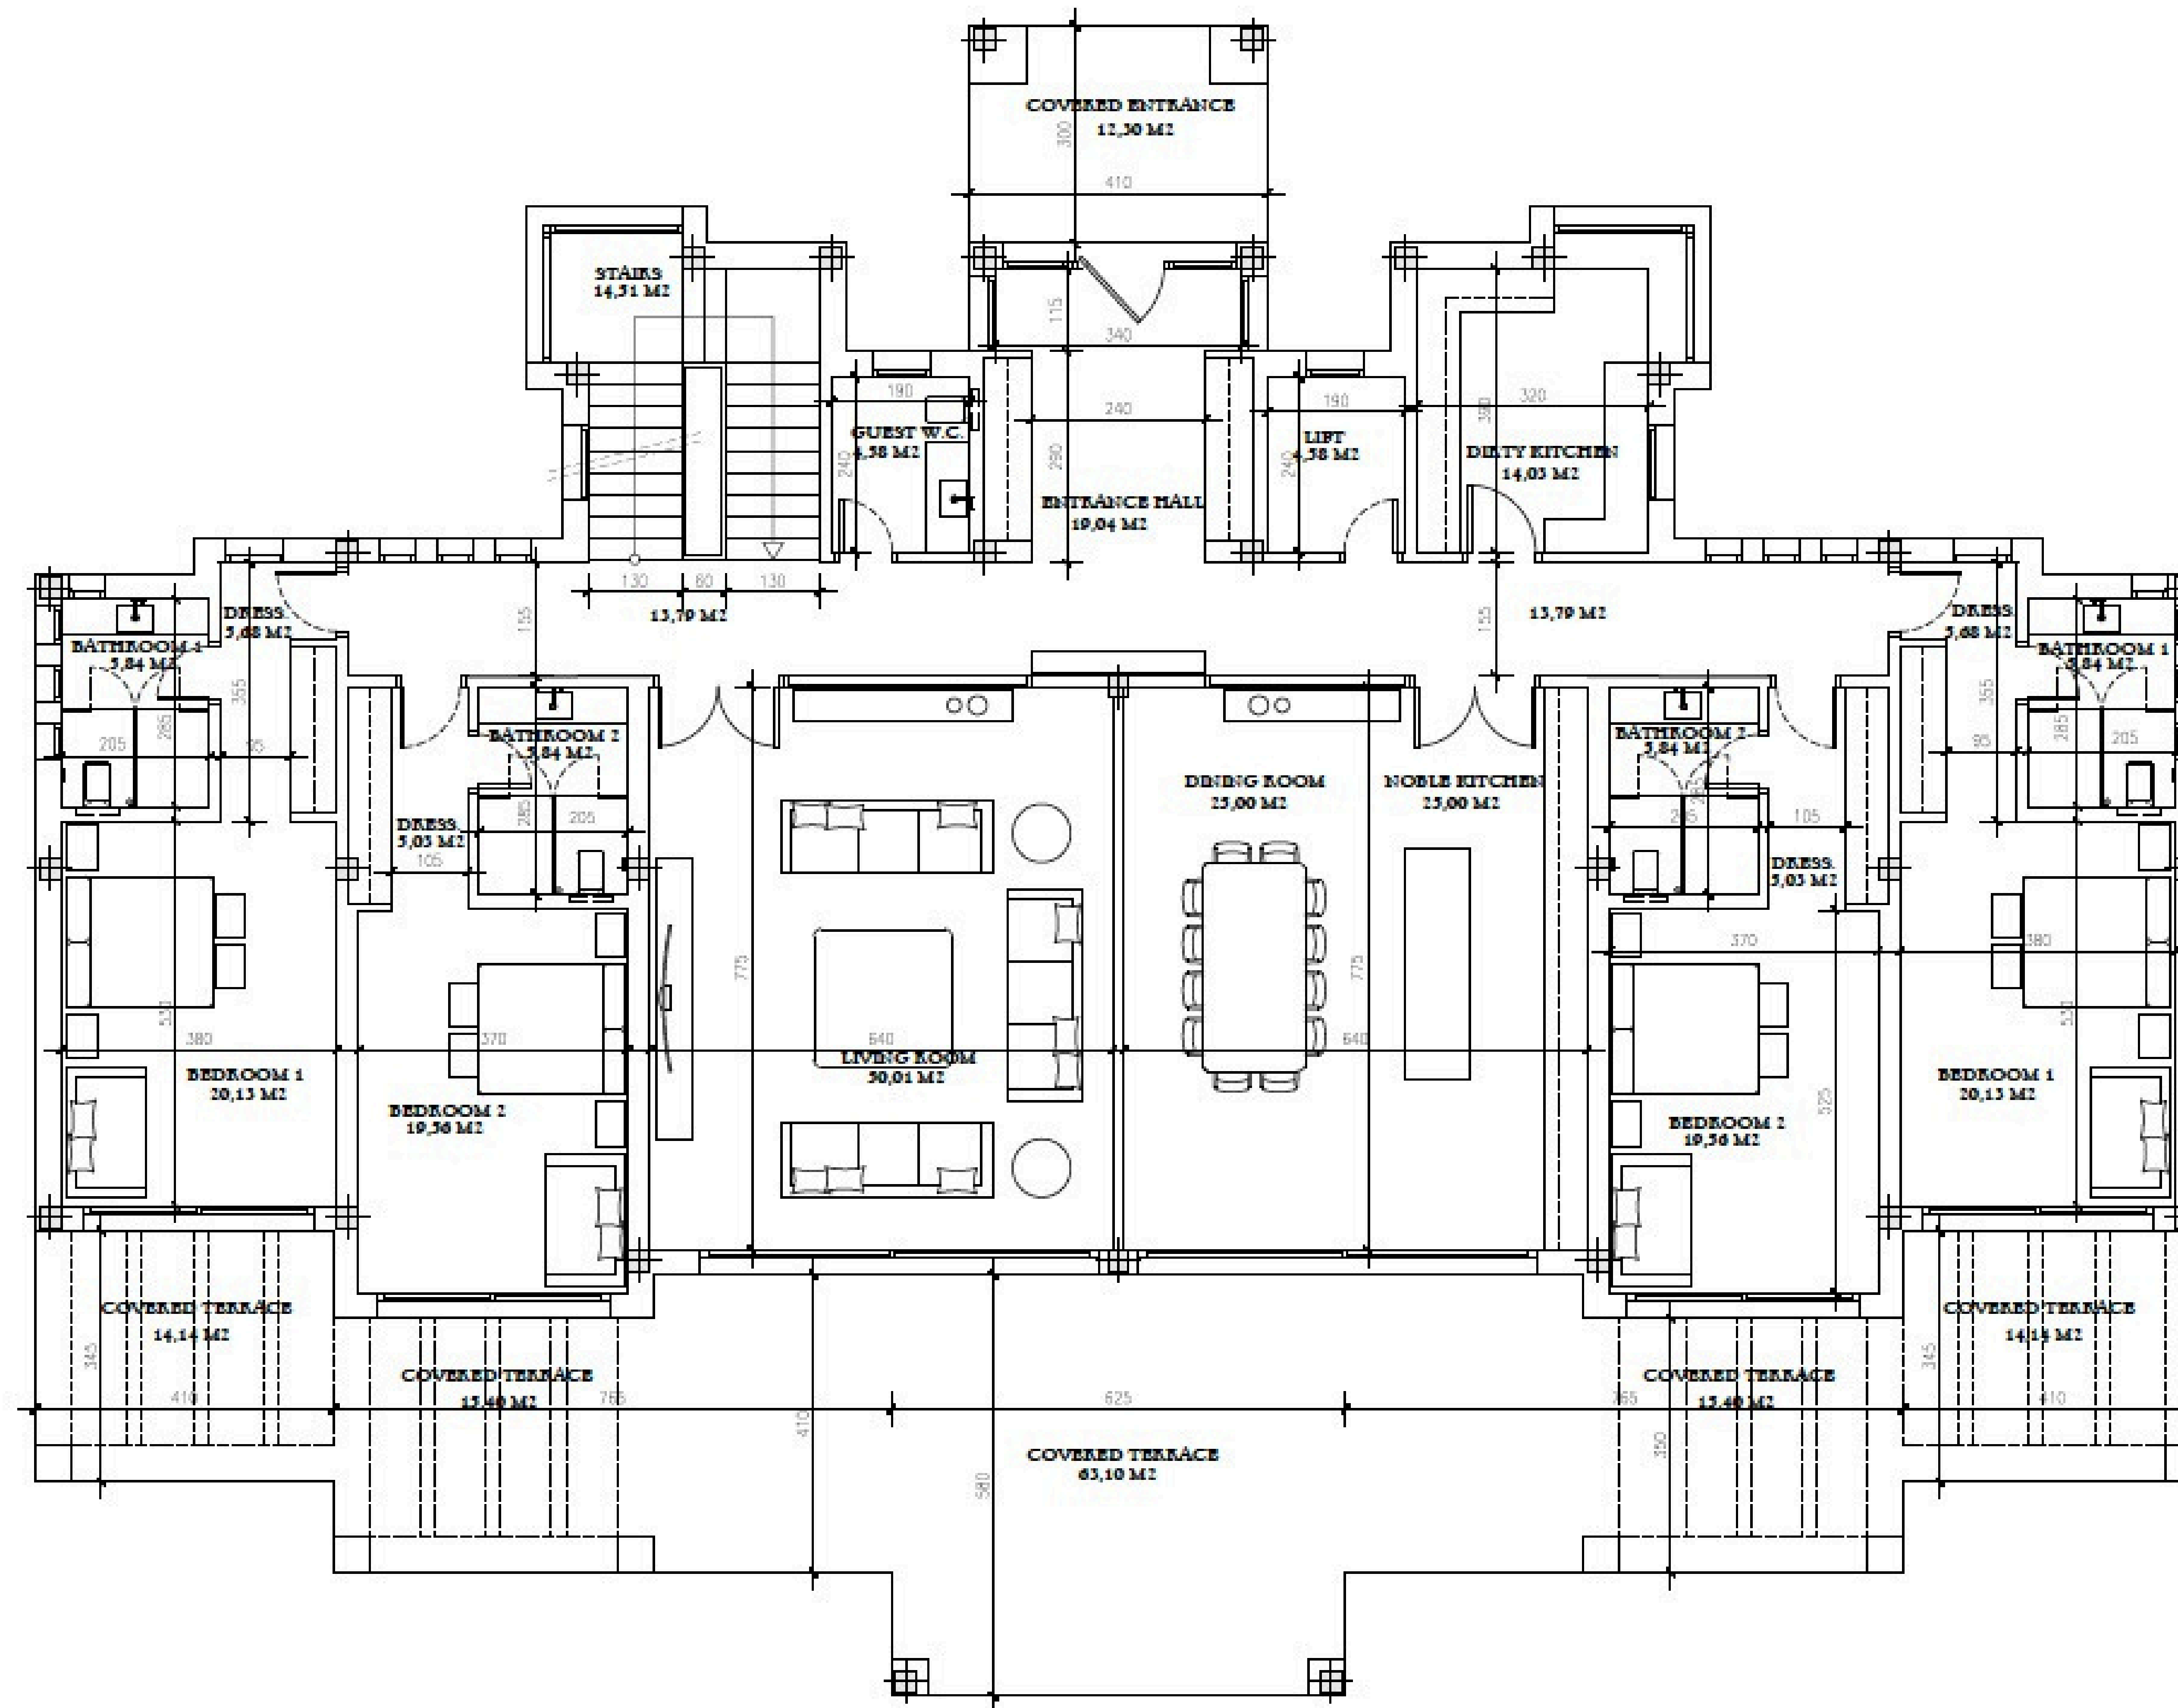 COVERED ENTRANCE
12,30 M2
300
410
STAIRS
14,51 M2
115
340
190
240
190
320
390
GUEST W.C.
4,58 M2
240
290
LIFT
4,58 M2
240
DIRTY KITCHEN
14,03 M2
ENTRANCE HALL
19,04 M2
130
60
130
13,79 M2
155
13,79 M2
155
DRESS.
5,68 M2
BATHROOM 1
5,84 M2
355
285
205
95
DRESS.
5,68 M2
BATHROOM 1
5,84 M2
355
285
205
95
BATHROOM 2
5,84 M2
285
205
DRESS.
5,03 M2
105
BATHROOM 2
5,84 M2
285
205
105
DRESS.
5,03 M2
DINING ROOM
25,00 M2
NOBLE KITCHEN
25,00 M2
775
775
370
380
530
530
380
370
640
640
LIVING ROOM
50,01 M2
BEDROOM 1
20,13 M2
BEDROOM 2
19,56 M2
525
BEDROOM 2
19,56 M2
BEDROOM 1
20,13 M2
COVERED TERRACE
14,14 M2
345
410
COVERED TERRACE
15,40 M2
765
625
765
COVERED TERRACE
15,40 M2
COVERED TERRACE
14,14 M2
345
410
410
350
COVERED TERRACE
63,10 M2
580